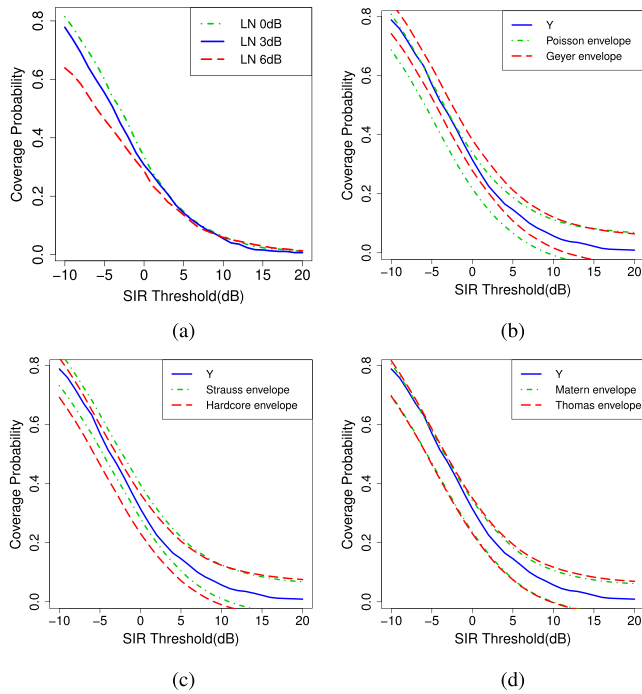 Coverage Probability
0.0 0.2 0.4 0.6 0.8
−10 −5 0 5 10 15 20
SIR Threshold(dB)
LN 0dB
LN 3dB
LN 6dB
(a)
Coverage Probability
0.0 0.2 0.4 0.6 0.8
−10 −5 0 5 10 15 20
SIR Threshold(dB)
Y
Poisson envelope
Geyer envelope
(b)
Coverage Probability
0.0 0.2 0.4 0.6 0.8
−10 −5 0 5 10 15 20
SIR Threshold(dB)
Y
Strauss envelope
Hardcore envelope
(c)
Coverage Probability
0.0 0.2 0.4 0.6 0.8
−10 −5 0 5 10 15 20
SIR Threshold(dB)
Y
Matern envelope
Thomas envelope
(d)